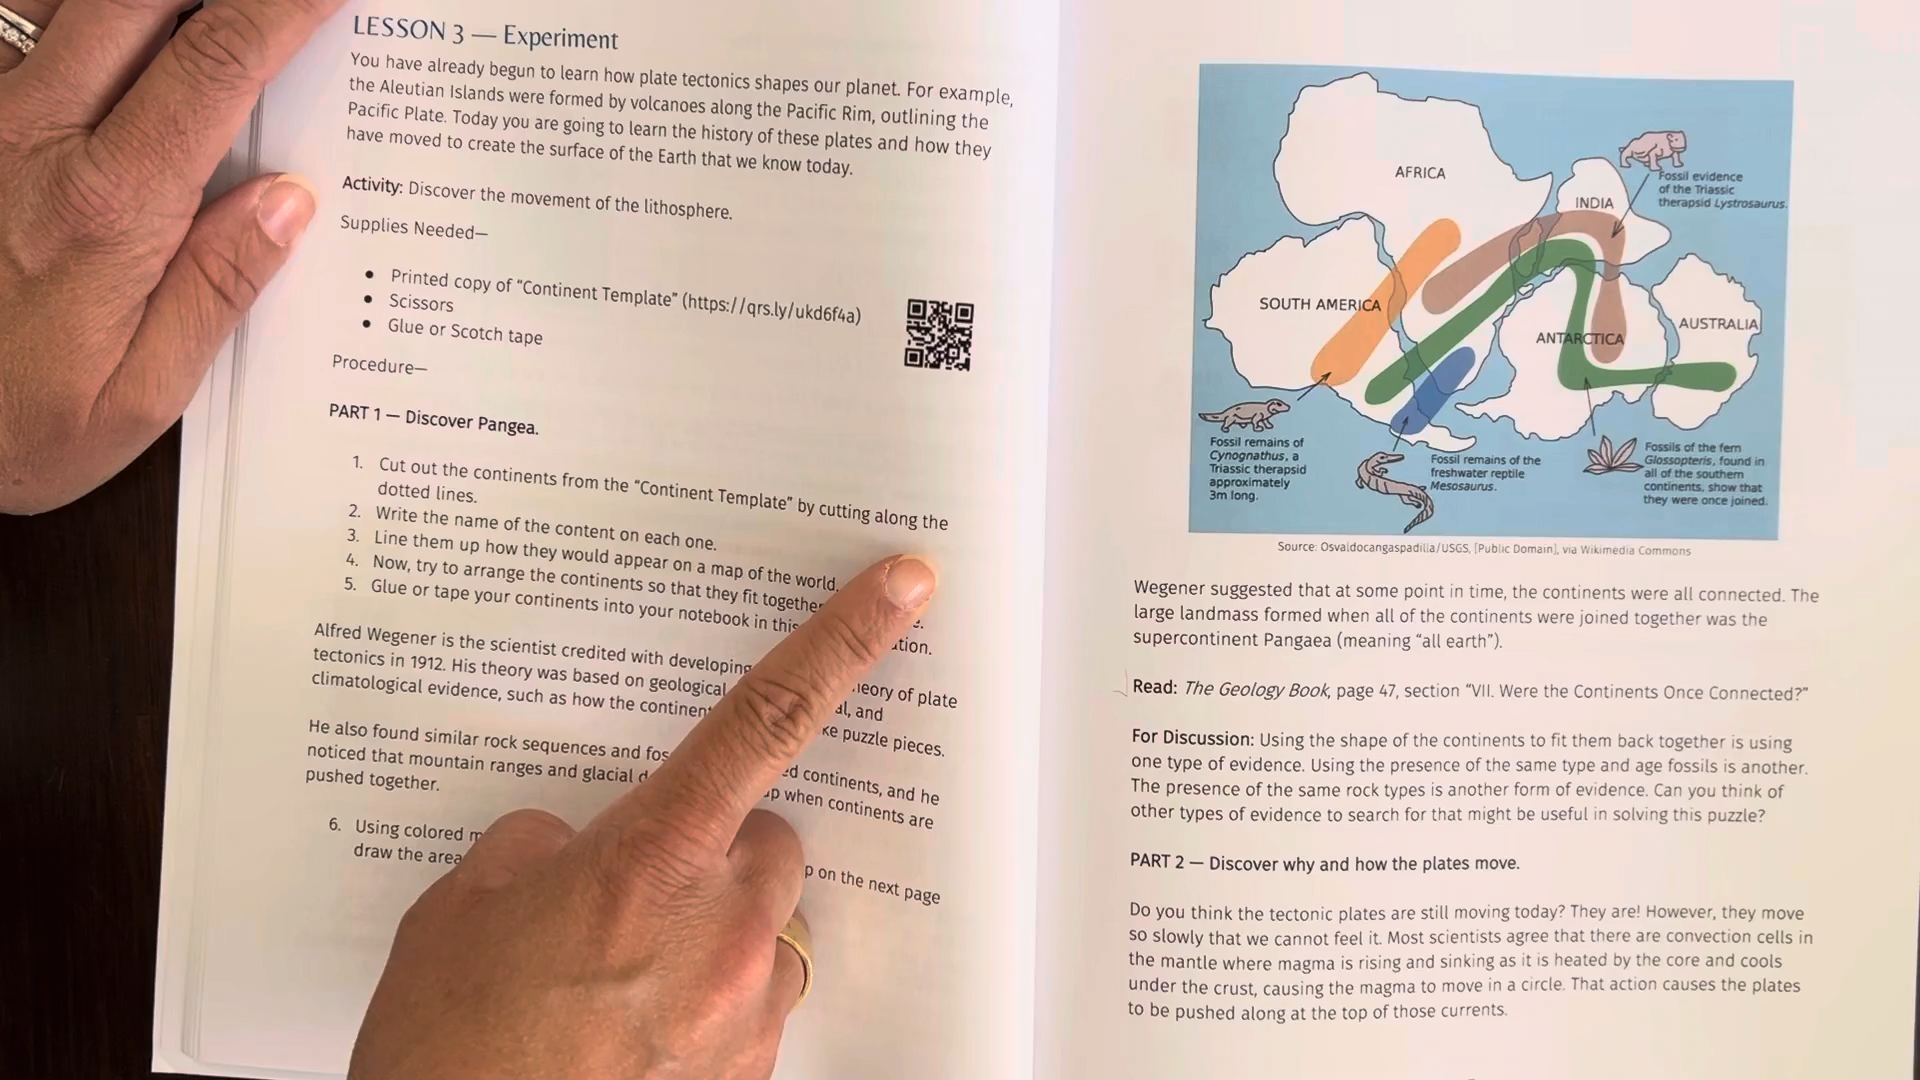 LESSON 3 — Experiment
You have already begun to learn how plate tectonics shapes our planet. For example,
the Aleutian Islands were formed by volcanoes along the Pacific Rim, outlining the
Pacific Plate. Today you are going to learn the history of these plates and how they
have moved to create the surface of the Earth that we know today.
Activity: Discover the movement of the lithosphere.
Supplies Needed—
• Printed copy of “Continent Template” (https://qrs.ly/ukd6f4a)
• Scissors
• Glue or Scotch tape
Procedure—
PART 1 — Discover Pangea.
1. Cut out the continents from the “Continent Template” by cutting along the
dotted lines.
2. Write the name of the content on each one.
3. Line them up how they would appear on a map of the world.
4. Now, try to arrange the continents so that they fit together
5. Glue or tape your continents into your notebook in this
Alfred Wegener is the scientist credited with developing theory of plate
tectonics in 1912. His theory was based on geological and
climatological evidence, such as how the continent puzzle pieces.
He also found similar rock sequences and continents, and he
noticed that mountain ranges and glacial when continents are
pushed together.
6. Using colored on the next page
draw the area
AFRICA
INDIA
SOUTH AMERICA
ANTARCTICA
AUSTRALIA
Fossil evidence
of the Triassic
therapsid Lystrosaurus.
Fossil remains of
Cynognathus, a
Triassic therapsid
approximately
3m long.
Fossil remains of the
freshwater reptile
Mesosaurus.
Fossils of the fern
Glossopteris, found in
all of the southern
continents, show that
they were once joined.
Source: Osvaldocangaspadilla/USGS, [Public Domain], via Wikimedia Commons
Wegener suggested that at some point in time, the continents were all connected. The
large landmass formed when all of the continents were joined together was the
supercontinent Pangaea (meaning “all earth”).
Read: The Geology Book, page 47, section “VII. Were the Continents Once Connected?”
For Discussion: Using the shape of the continents to fit them back together is using
one type of evidence. Using the presence of the same type and age fossils is another.
The presence of the same rock types is another form of evidence. Can you think of
other types of evidence to search for that might be useful in solving this puzzle?
PART 2 — Discover why and how the plates move.
Do you think the tectonic plates are still moving today? They are! However, they move
so slowly that we cannot feel it. Most scientists agree that there are convection cells in
the mantle where magma is rising and sinking as it is heated by the core and cools
under the crust, causing the magma to move in a circle. That action causes the plates
to be pushed along at the top of those currents.